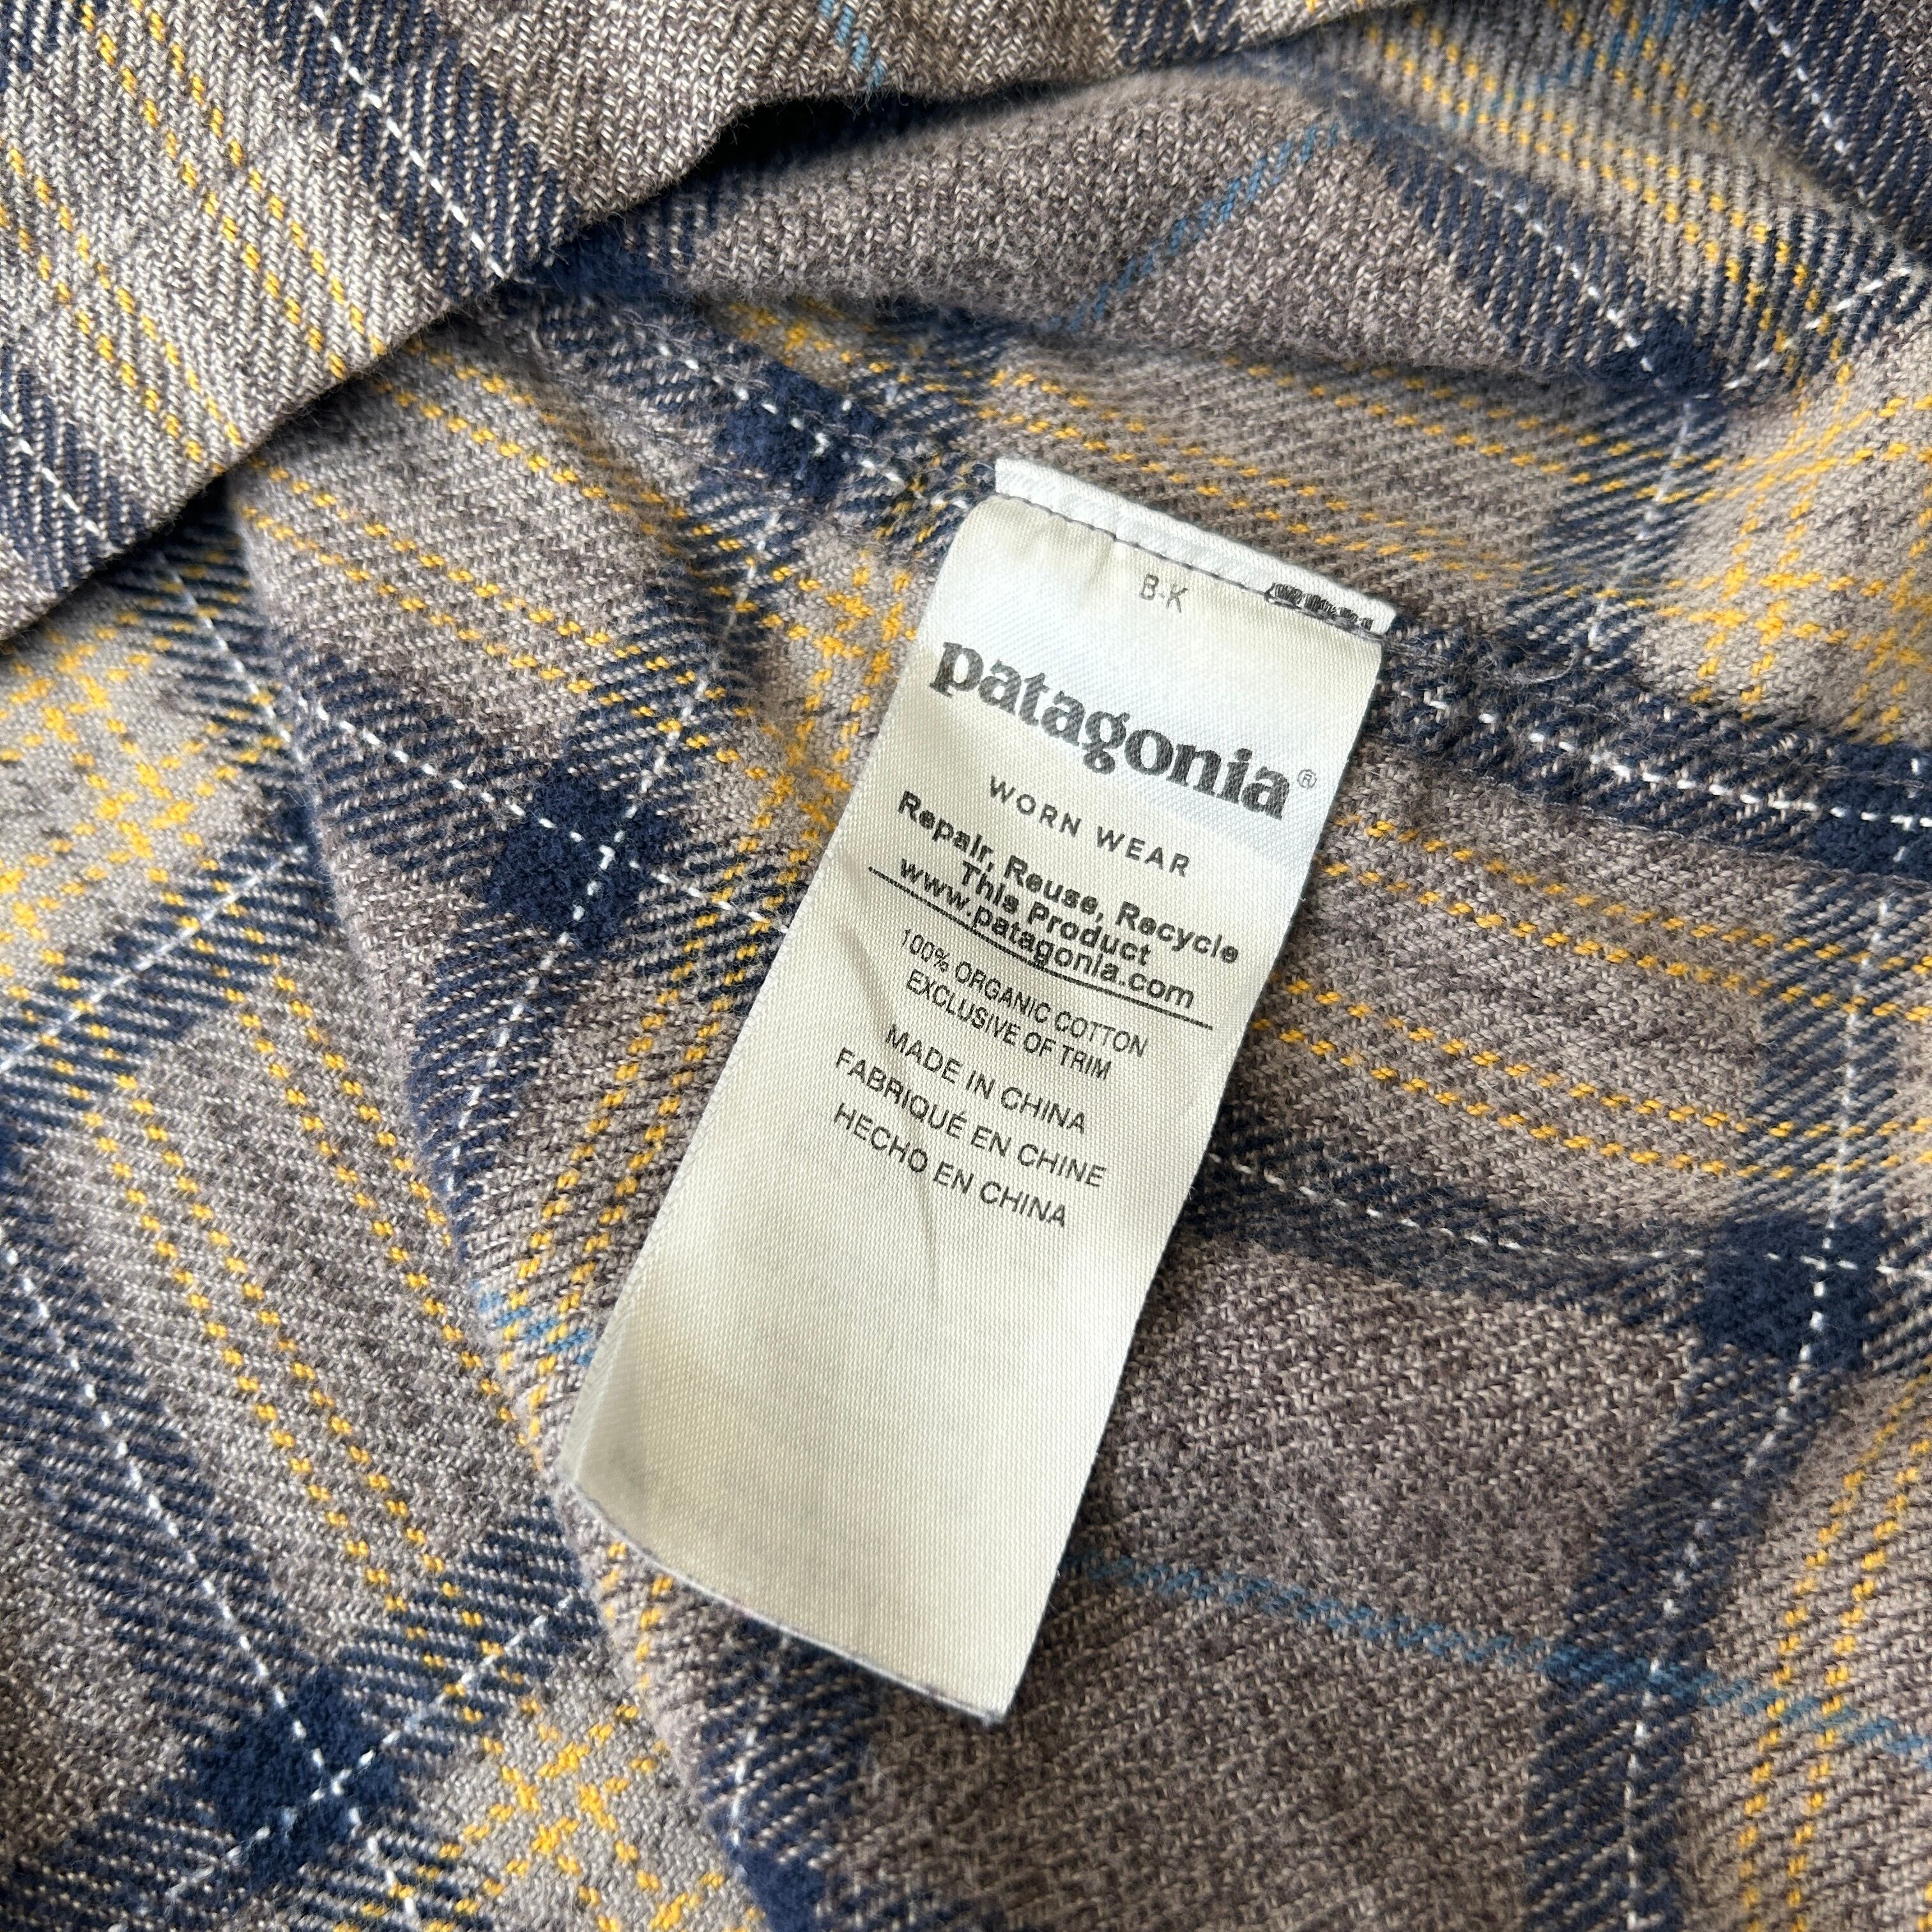 B-K
patagonia®
WORN WEAR
Repair, Reuse, Recycle
This Product
www.patagonia.com
100% ORGANIC COTTON
EXCLUSIVE OF TRIM
MADE IN CHINA
FABRIQUÉ EN CHINE
HECHO EN CHINA